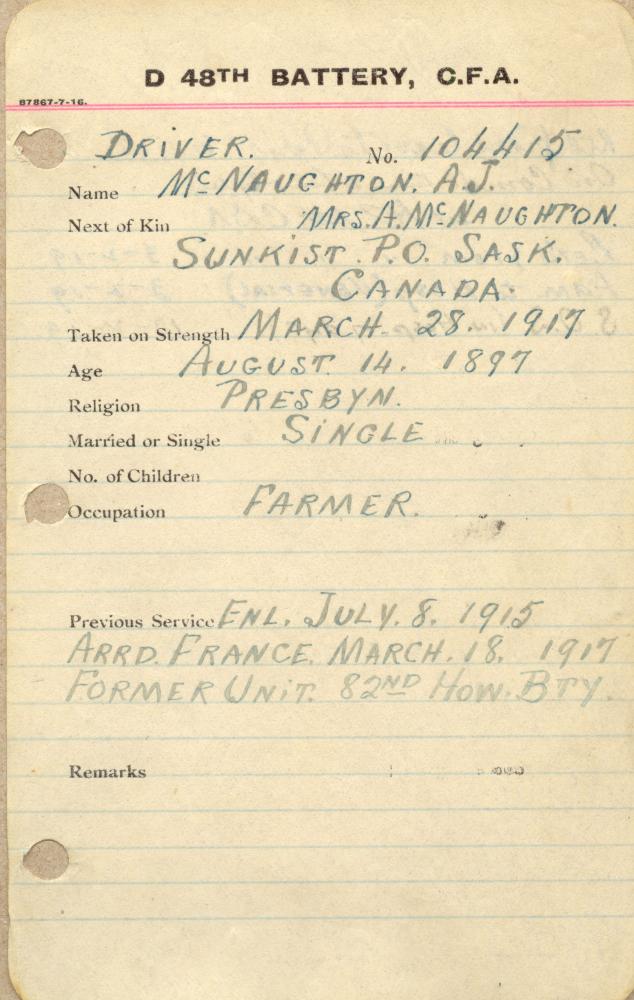 D 48TH BATTERY, C.F.A.
87867-7-16.
DRIVER. No. 104415
Name McNAUGHTON. A.J.
Next of Kin MRS. A. McNAUGHTON.
SUNKIST. P.O. SASK.
CANADA.
Taken on Strength MARCH. 28. 1917
Age AUGUST. 14. 1897
Religion PRESBYN.
Married or Single SINGLE
No. of Children
Occupation FARMER.
Previous Service ENL. JULY. 8. 1915
ARRD. FRANCE. MARCH. 18. 1917
FORMER UNIT. 82ND HOW. BTY.
Remarks